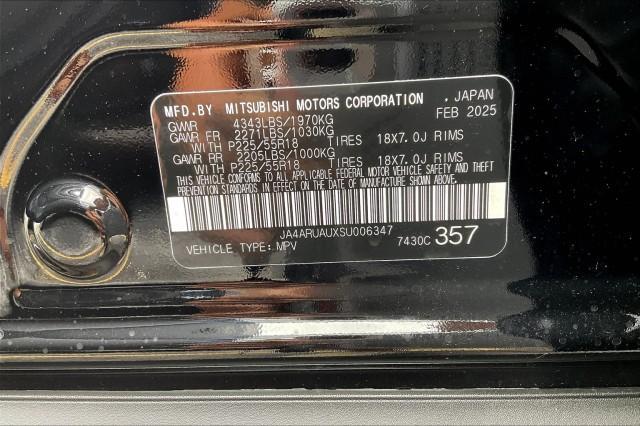 MFD.BY MITSUBISHI MOTORS CORPORATION , JAPAN
GVWR 4343LBS/1970KG FEB 2025
GAWR FR 2271LBS/1030KG
WITH P225/55R18 TIRES 18X7.0J RIMS
GAWR RR 2205LBS/1000KG
WITH P225/55R18 TIRES 18X7.0J RIMS
THIS VEHICLE CONFORMS TO ALL APPLICABLE FEDERAL MOTOR VEHICLE SAFETY AND THEFT
PREVENTION STANDARDS IN EFFECT ON THE DATE OF MANUFACTURE SHOWN ABOVE.
JA4ARUAUXSU006347
VEHICLE TYPE:MPV 7430C 357